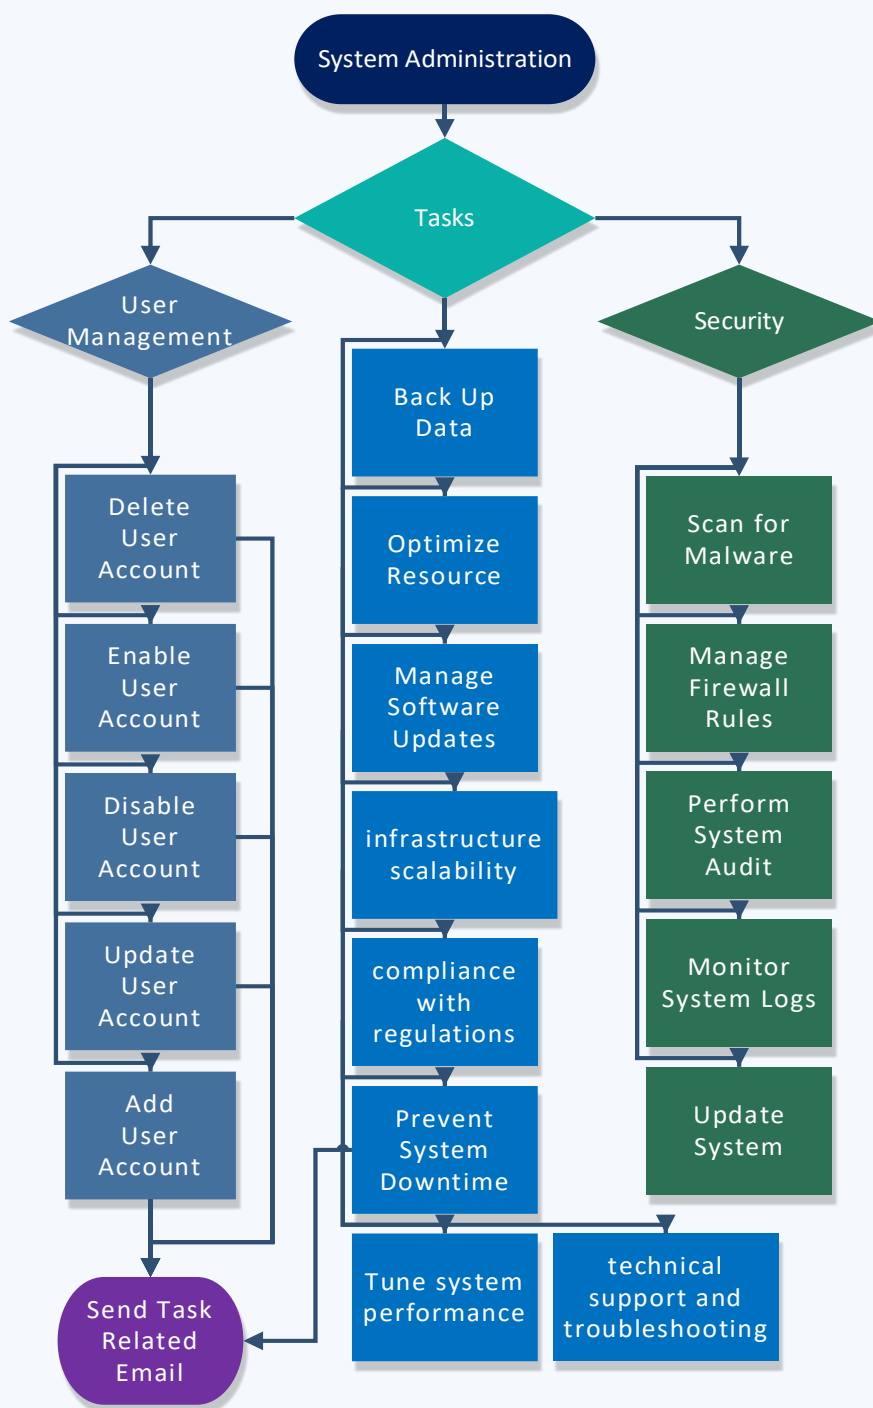 System Administration
Tasks
User
Management
Security
Delete
User
Account
Enable
User
Account
Disable
User
Account
Update
User
Account
Add
User
Account
Send Task
Related
Email
Back Up
Data
Optimize
Resource
Manage
Software
Updates
infrastructure
scalability
compliance
with
regulations
Prevent
System
Downtime
Tune system
performance
technical
support and
troubleshooting
Scan for
Malware
Manage
Firewall
Rules
Perform
System
Audit
Monitor
System Logs
Update
System